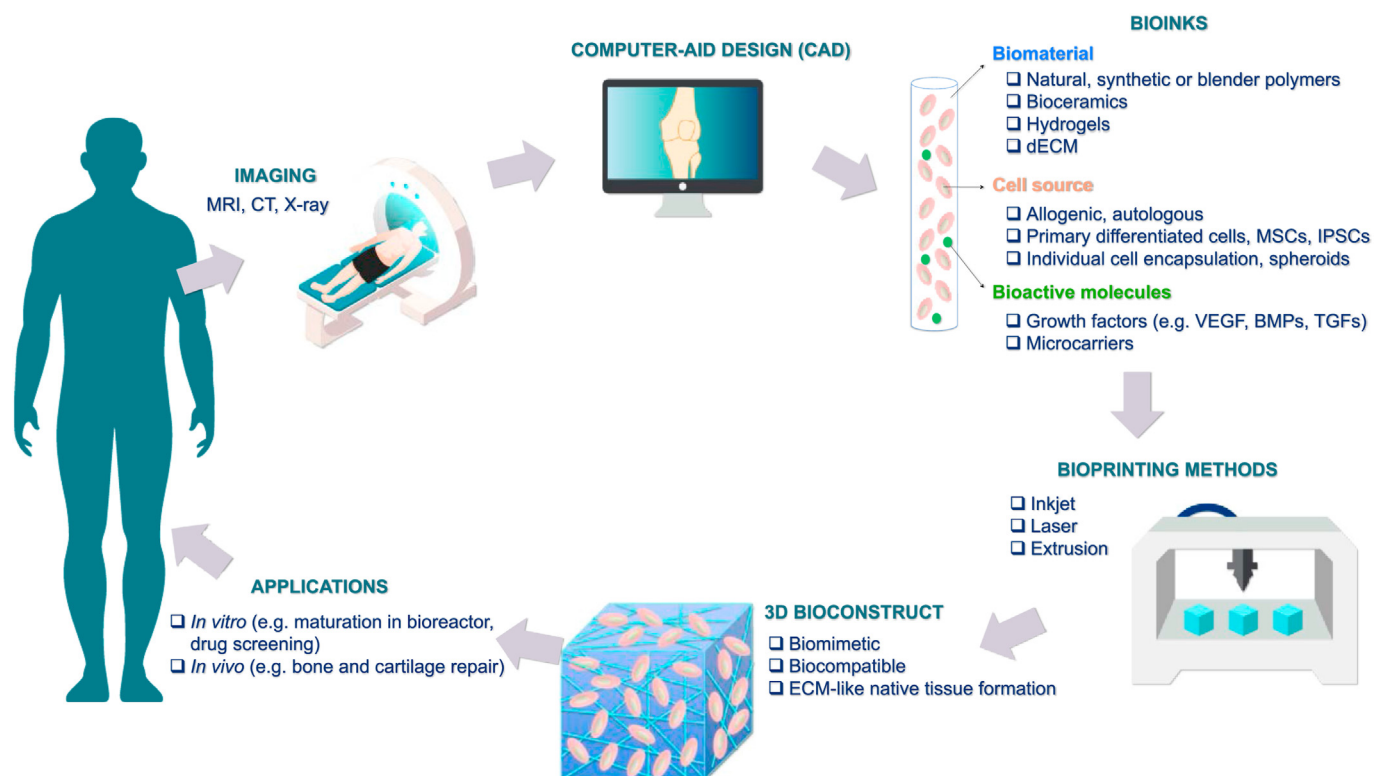 IMAGING
MRI, CT, X-ray
COMPUTER-AID DESIGN (CAD)
BIOINKS
Biomaterial
❑ Natural, synthetic or blender polymers
❑ Bioceramics
❑ Hydrogels
❑ dECM
Cell source
❑ Allogenic, autologous
❑ Primary differentiated cells, MSCs, IPSCs
❑ Individual cell encapsulation, spheroids
Bioactive molecules
❑ Growth factors (e.g. VEGF, BMPs, TGFs)
❑ Microcarriers
BIOPRINTING METHODS
❑ Inkjet
❑ Laser
❑ Extrusion
3D BIOCONSTRUCT
❑ Biomimetic
❑ Biocompatible
❑ ECM-like native tissue formation
APPLICATIONS
❑ In vitro (e.g. maturation in bioreactor,
drug screening)
❑ In vivo (e.g. bone and cartilage repair)